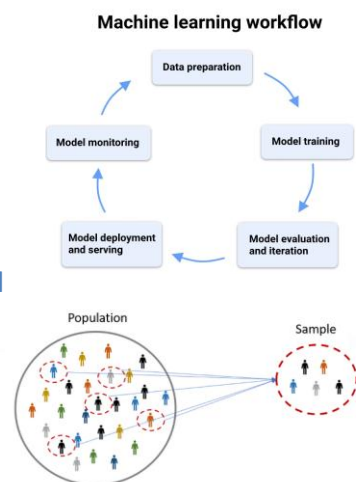 Machine learning workflow
Data preparation
Model monitoring
Model training
Model deployment
and serving
Model evaluation
and iteration
Population
Sample